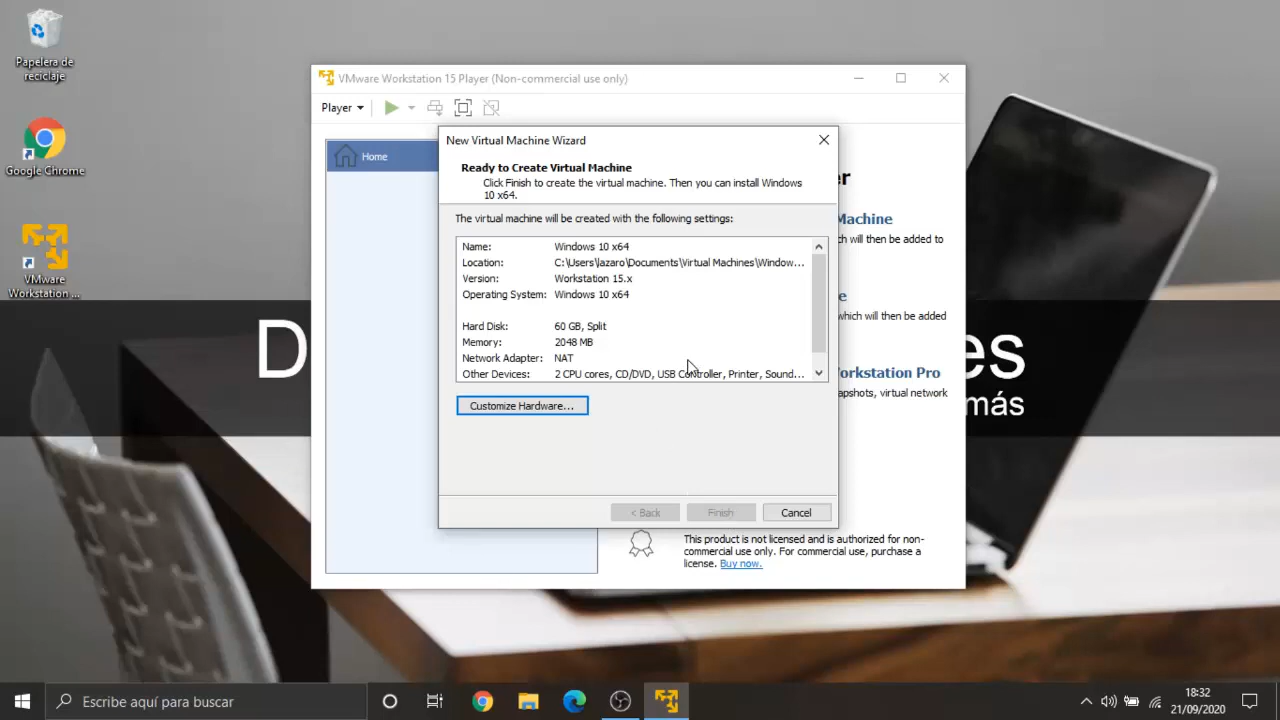 Papelera de
reciclaje
Google Chrome
VMware
Workstation ...
VMware Workstation 15 Player (Non-commercial use only)
Player
Home
New Virtual Machine Wizard
Ready to Create Virtual Machine
Click Finish to create the virtual machine. Then you can install Windows
10 x64.
The virtual machine will be created with the following settings:
Name: Windows 10 x64
Location: C:\Users\lazaro\Documents\Virtual Machines\Window...
Version: Workstation 15.x
Operating System: Windows 10 x64
Hard Disk: 60 GB, Split
Memory: 2048 MB
Network Adapter: NAT
Other Devices: 2 CPU cores, CD/DVD, USB Controller, Printer, Sound...
Customize Hardware...
< Back
Finish
Cancel
Machine
will then be added to
which will then be added
orkstation Pro
apshots, virtual network
This product is not licensed and is authorized for non-
commercial use only. For commercial use, purchase a
license. Buy now.
D
es
más
Escribe aquí para buscar
18:32
21/09/2020